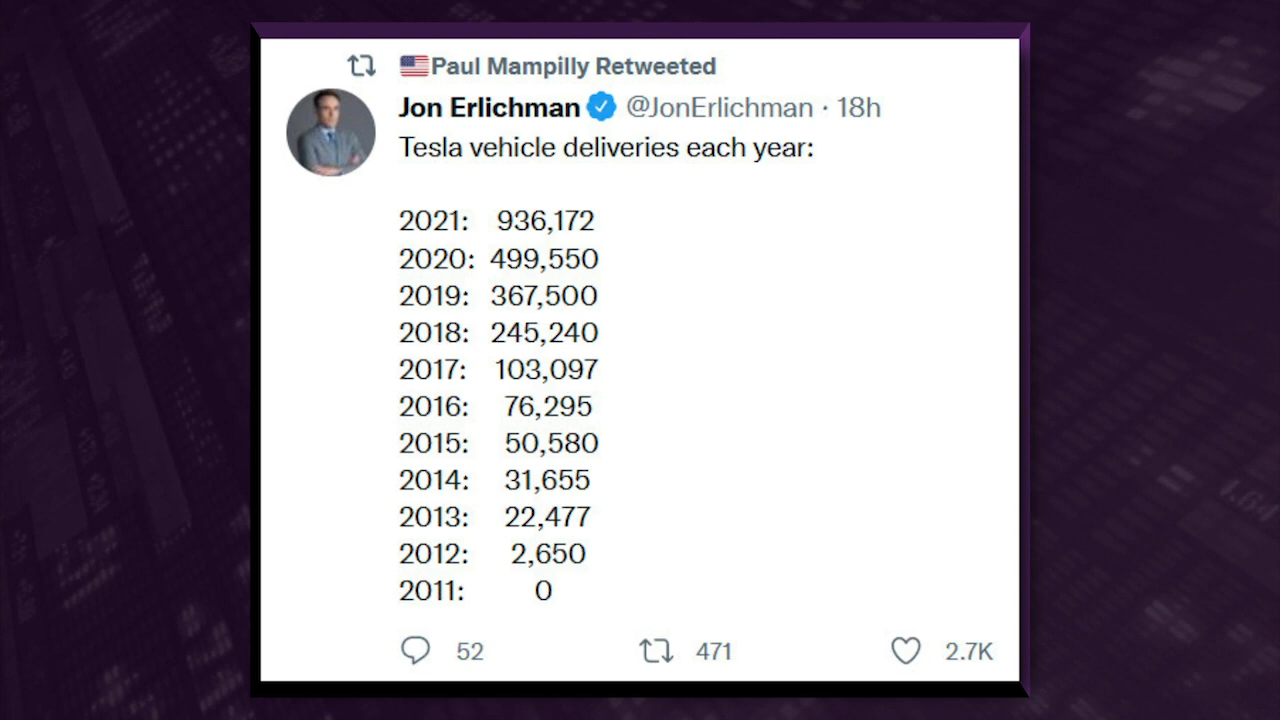 Paul Mampilly Retweeted
Jon Erlichman @JonErlichman · 18h
Tesla vehicle deliveries each year:
2021: 936,172
2020: 499,550
2019: 367,500
2018: 245,240
2017: 103,097
2016: 76,295
2015: 50,580
2014: 31,655
2013: 22,477
2012: 2,650
2011: 0
52 471 2.7K